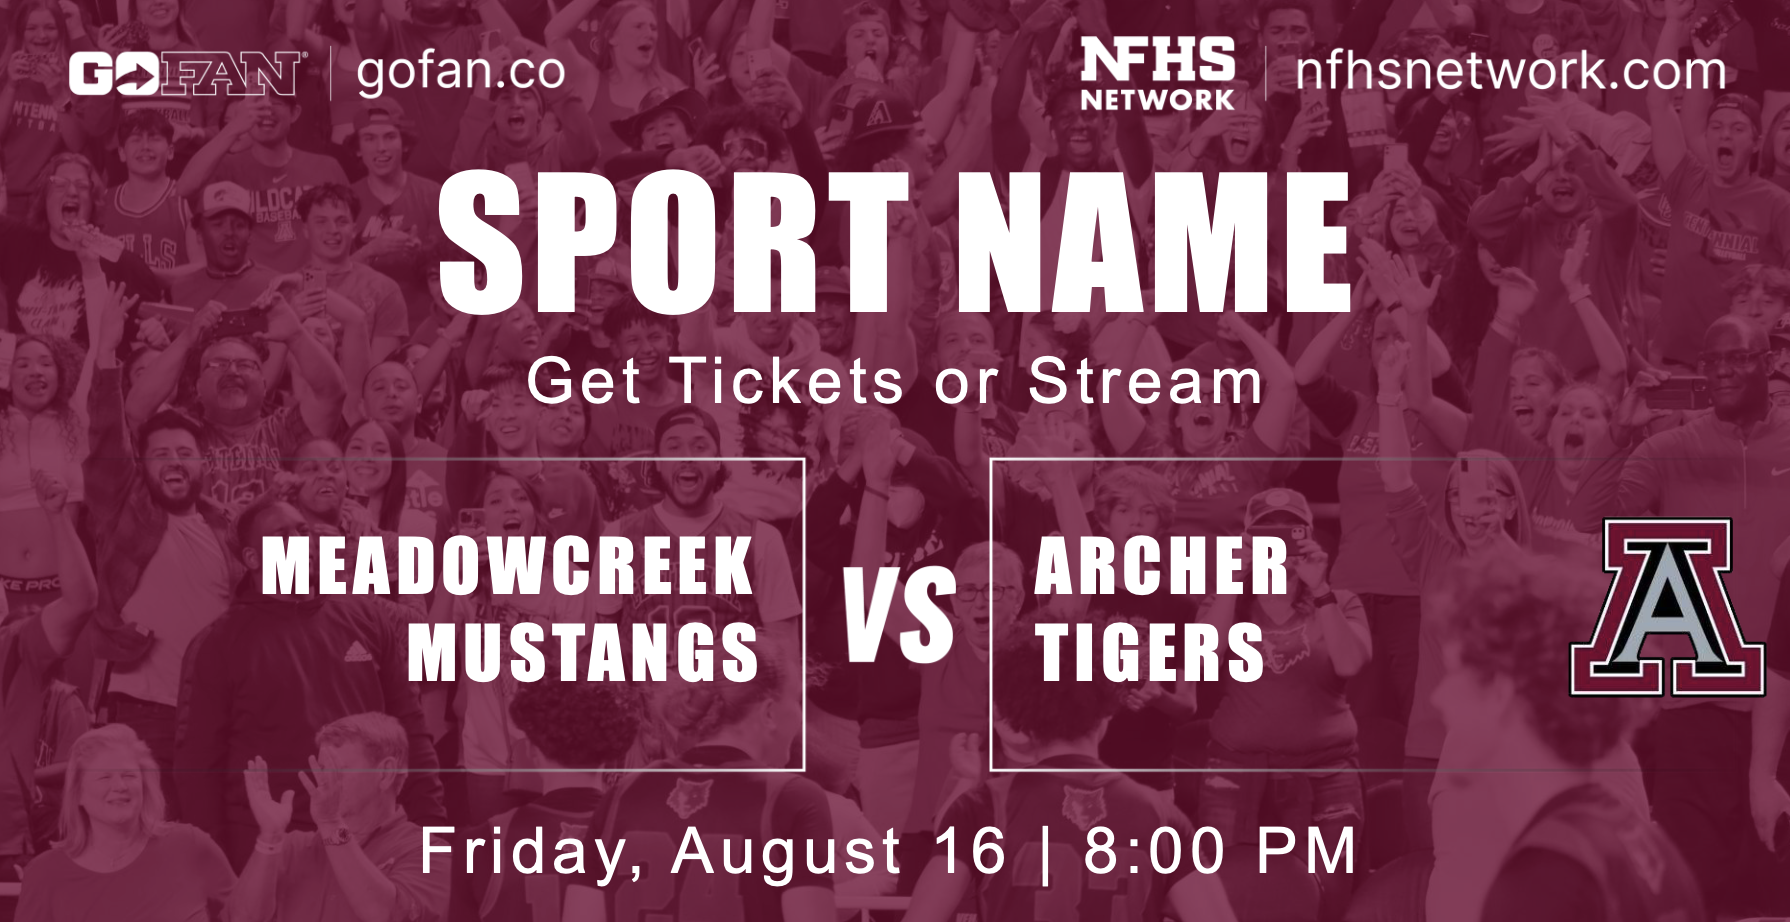 GOFAN® | gofan.co
NFHS NETWORK | nfhsnetwork.com
SPORT NAME
Get Tickets or Stream
MEADOWCREEK
MUSTANGS
VS
ARCHER
TIGERS
A
Friday, August 16 | 8:00 PM